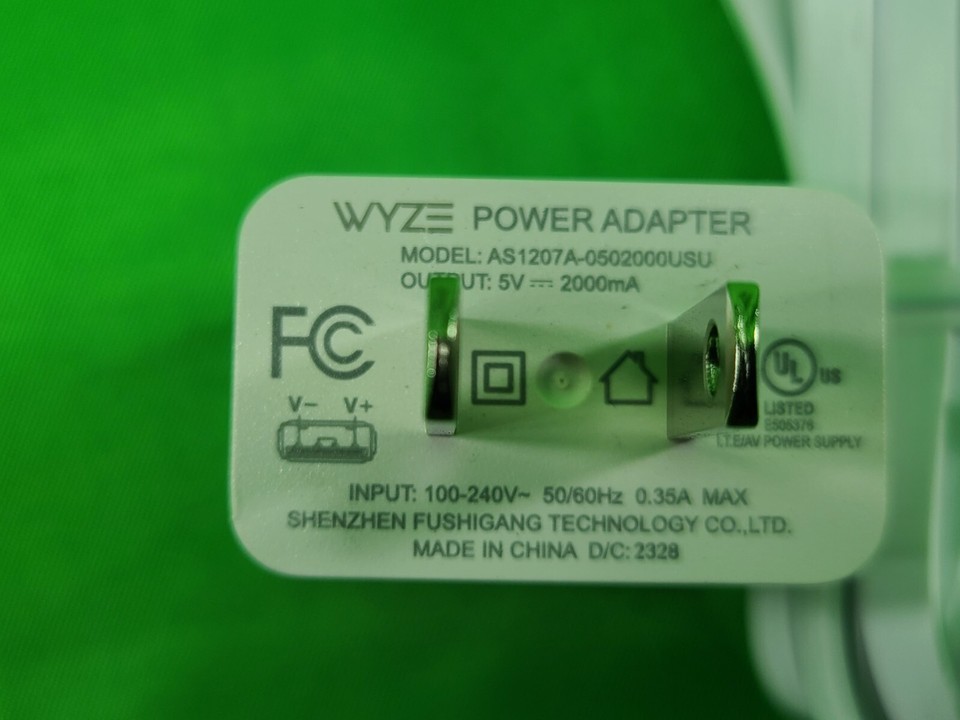 WYZE POWER ADAPTER
MODEL: AS1207A-0502000USU
OUTPUT: 5V ⎓ 2000mA
FC
V- V+
UL US
LISTED
E505376
I.T.E/AV POWER SUPPLY
INPUT: 100-240V~ 50/60Hz 0.35A MAX
SHENZHEN FUSHIGANG TECHNOLOGY CO.,LTD.
MADE IN CHINA D/C: 2328